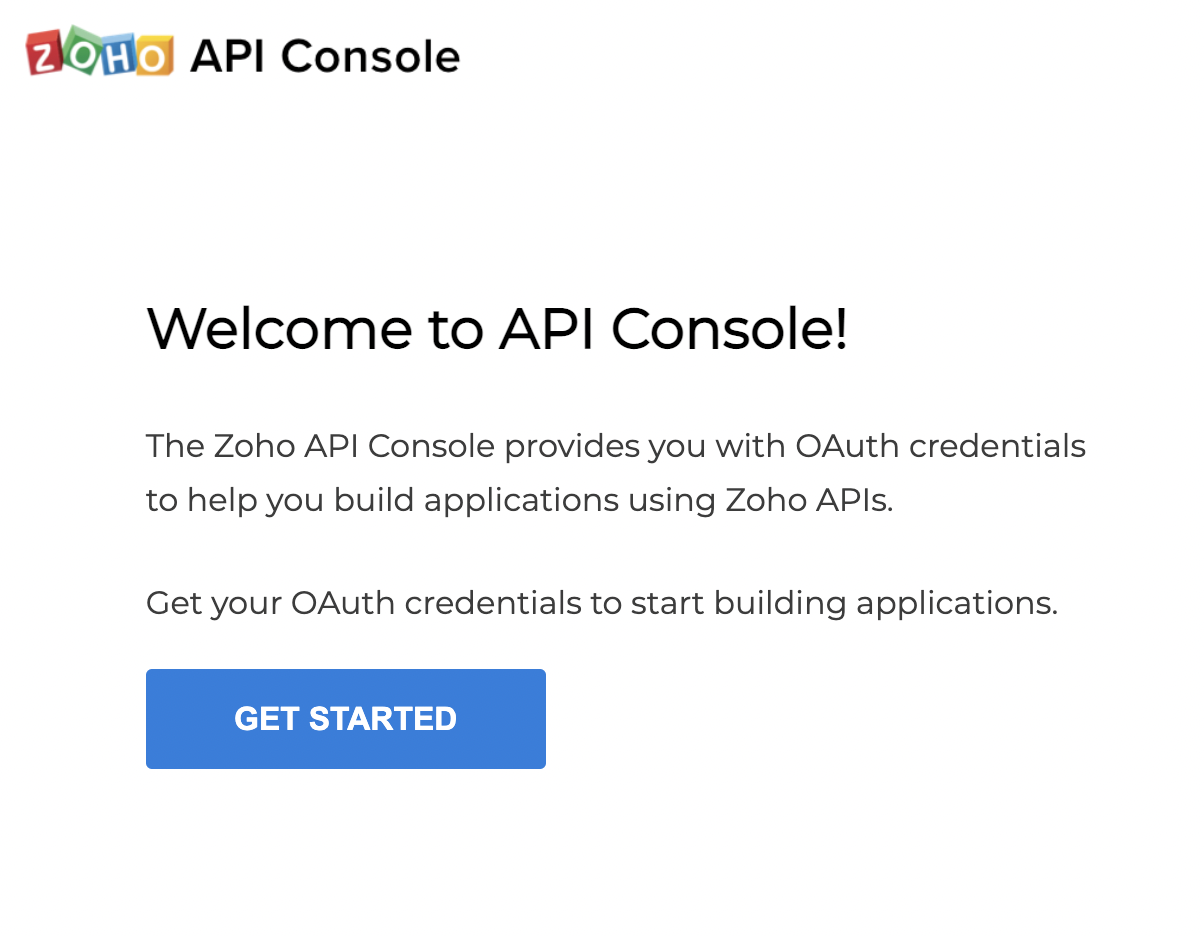 ZOHO API Console
Welcome to API Console!
The Zoho API Console provides you with OAuth credentials
to help you build applications using Zoho APIs.
Get your OAuth credentials to start building applications.
GET STARTED